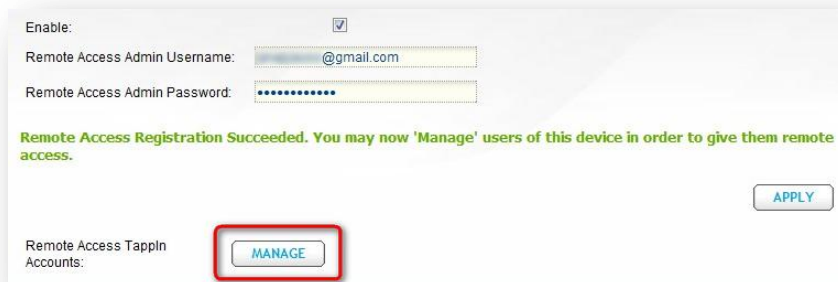 Enable:
Remote Access Admin Username: @gmail.com
Remote Access Admin Password: ••••••••••••
Remote Access Registration Succeeded. You may now 'Manage' users of this device in order to give them remote
access.
APPLY
Remote Access TappIn
Accounts:
MANAGE